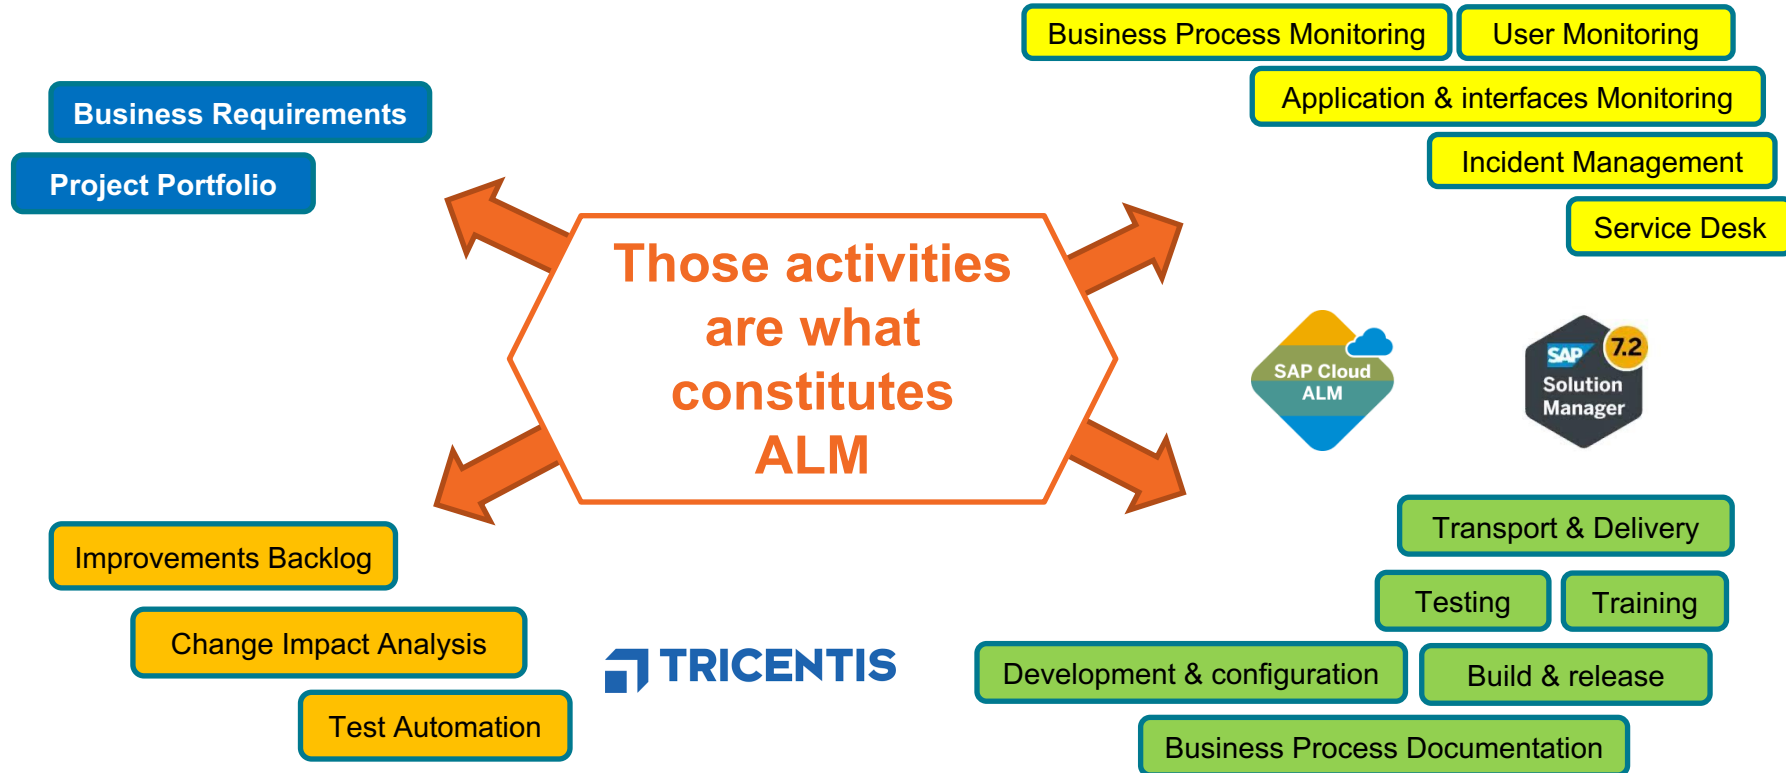 Business Process Monitoring
User Monitoring
Application & interfaces Monitoring
Incident Management
Service Desk
Business Requirements
Project Portfolio
Those activities
are what
constitutes
ALM
SAP Cloud
ALM
SAP
7.2
Solution
Manager
Improvements Backlog
Change Impact Analysis
Test Automation
TRICENTIS
Transport & Delivery
Testing
Training
Development & configuration
Build & release
Business Process Documentation